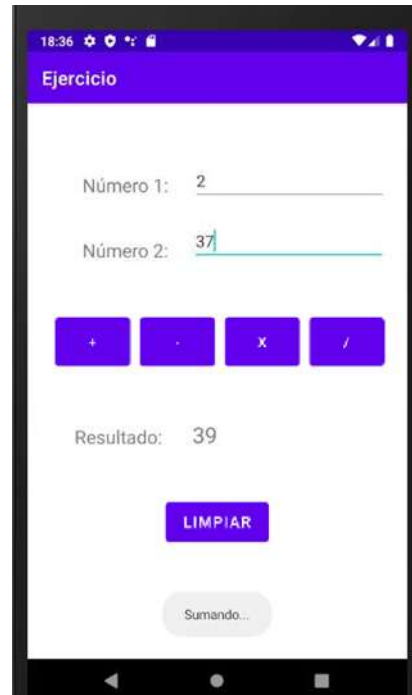 18:36
Ejercicio
Número 1: 2
Número 2: 37
+ - X /
Resultado: 39
LIMPIAR
Sumando...